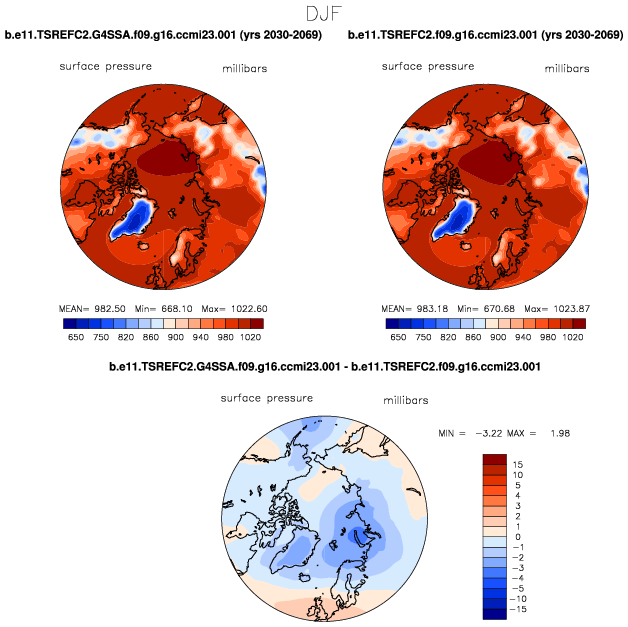 DJF
b.e11.TSREFC2.G4SSA.f09.g16.ccmi23.001 (yrs 2030-2069)
b.e11.TSREFC2.f09.g16.ccmi23.001 (yrs 2030-2069)
surface pressure millibars
surface pressure millibars
MEAN= 982.50 Min= 668.10 Max= 1022.60
MEAN= 983.18 Min= 670.68 Max= 1023.87
650 750 820 860 900 940 980 1020
650 750 820 860 900 940 980 1020
b.e11.TSREFC2.G4SSA.f09.g16.ccmi23.001 - b.e11.TSREFC2.f09.g16.ccmi23.001
surface pressure millibars
MIN = −3.22 MAX = 1.98
15
10
5
4
3
2
1
0
−1
−2
−3
−4
−5
−10
−15